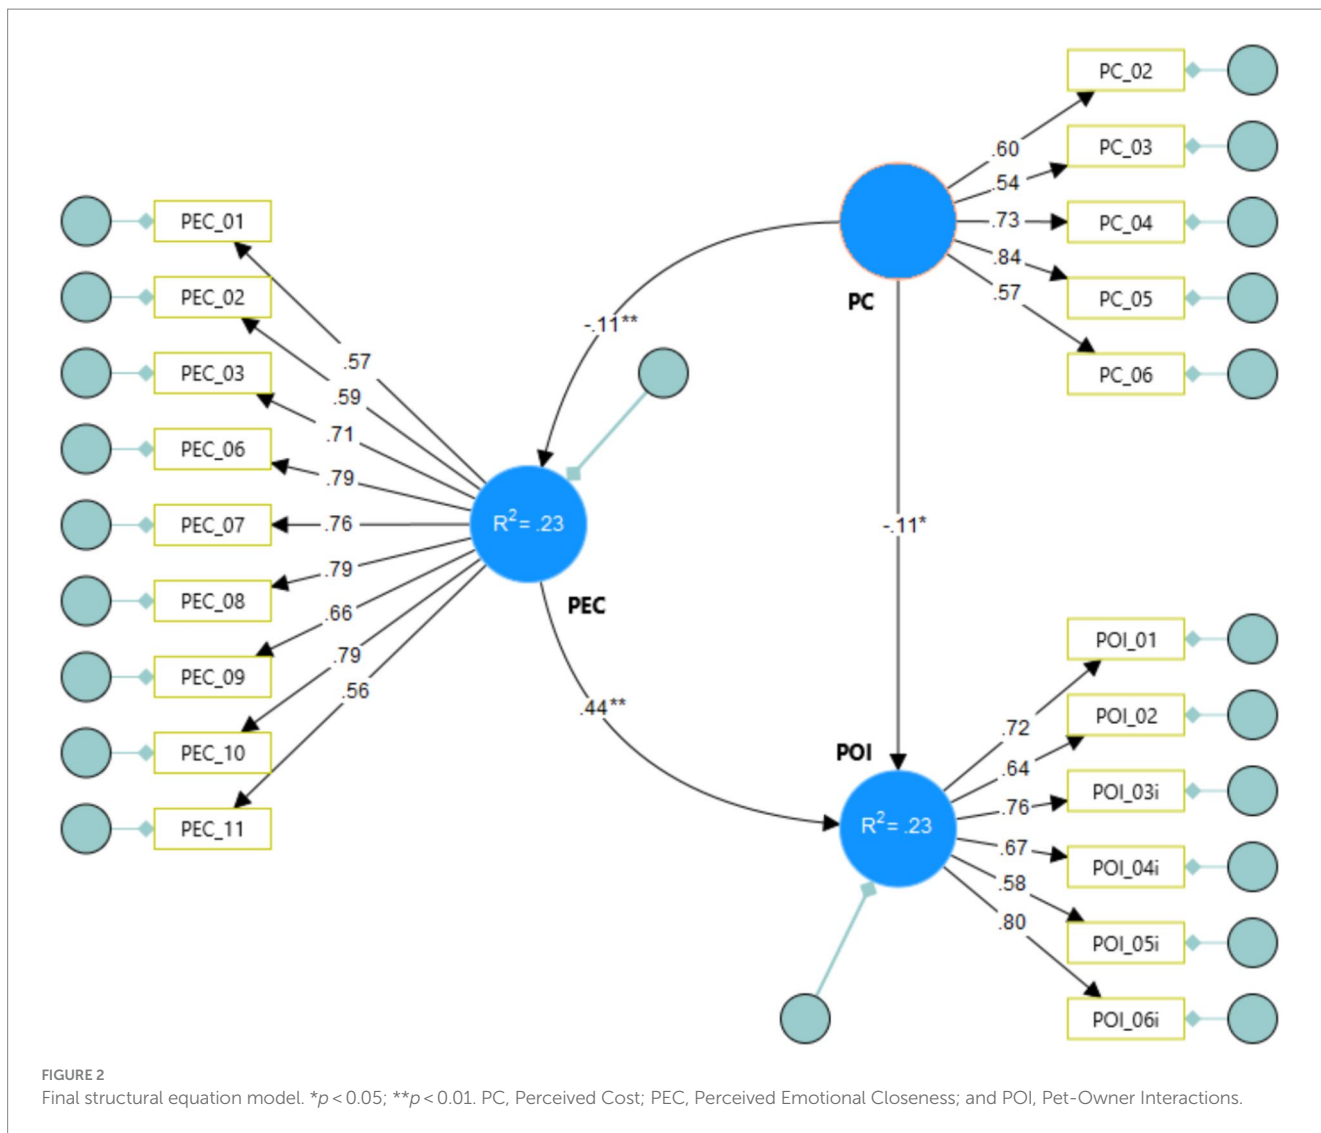 PC_02
.60
PC_03
.54
PC_04
.73
PC_05
.84
PC_06
.57
PC
-.11**
-.11*
PEC_01
.57
PEC_02
.59
PEC_03
.71
PEC_06
.79
PEC_07
.76
PEC_08
.79
PEC_09
.66
PEC_10
.79
PEC_11
.56
R² = .23
PEC
.44**
POI
R² = .23
POI_01
.72
POI_02
.64
POI_03i
.76
POI_04i
.67
POI_05i
.58
POI_06i
.80
FIGURE 2
Final structural equation model. *p < 0.05; **p < 0.01. PC, Perceived Cost; PEC, Perceived Emotional Closeness; and POI, Pet-Owner Interactions.